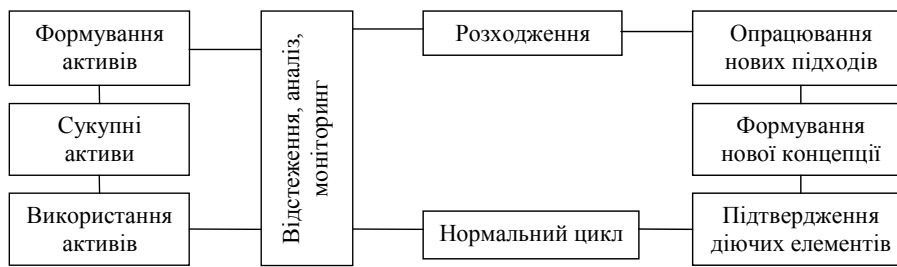 Формування
активів
Сукупні
активи
Використання
активів
Відстеження, аналіз,
моніторинг
Розходження
Нормальний цикл
Опрацювання
нових підходів
Формування
нової концепції
Підтвердження
діючих елементів